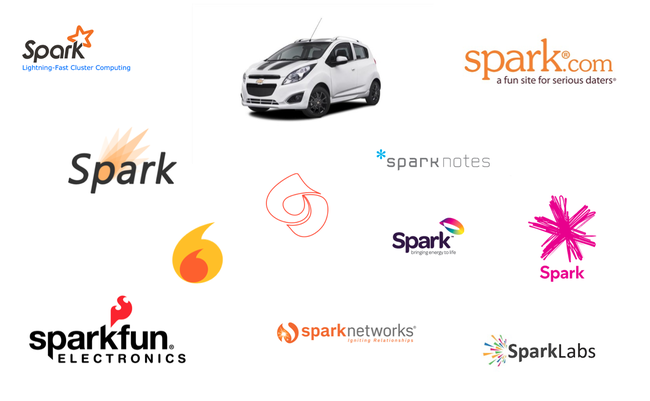 Spark
Lightning-Fast Cluster Computing
spark®.com
a fun site for serious daters®
Spark
*sparknotes
Spark™
bringing energy to life
Spark
sparkfun®
ELECTRONICS
sparknetworks®
Igniting Relationships
SparkLabs